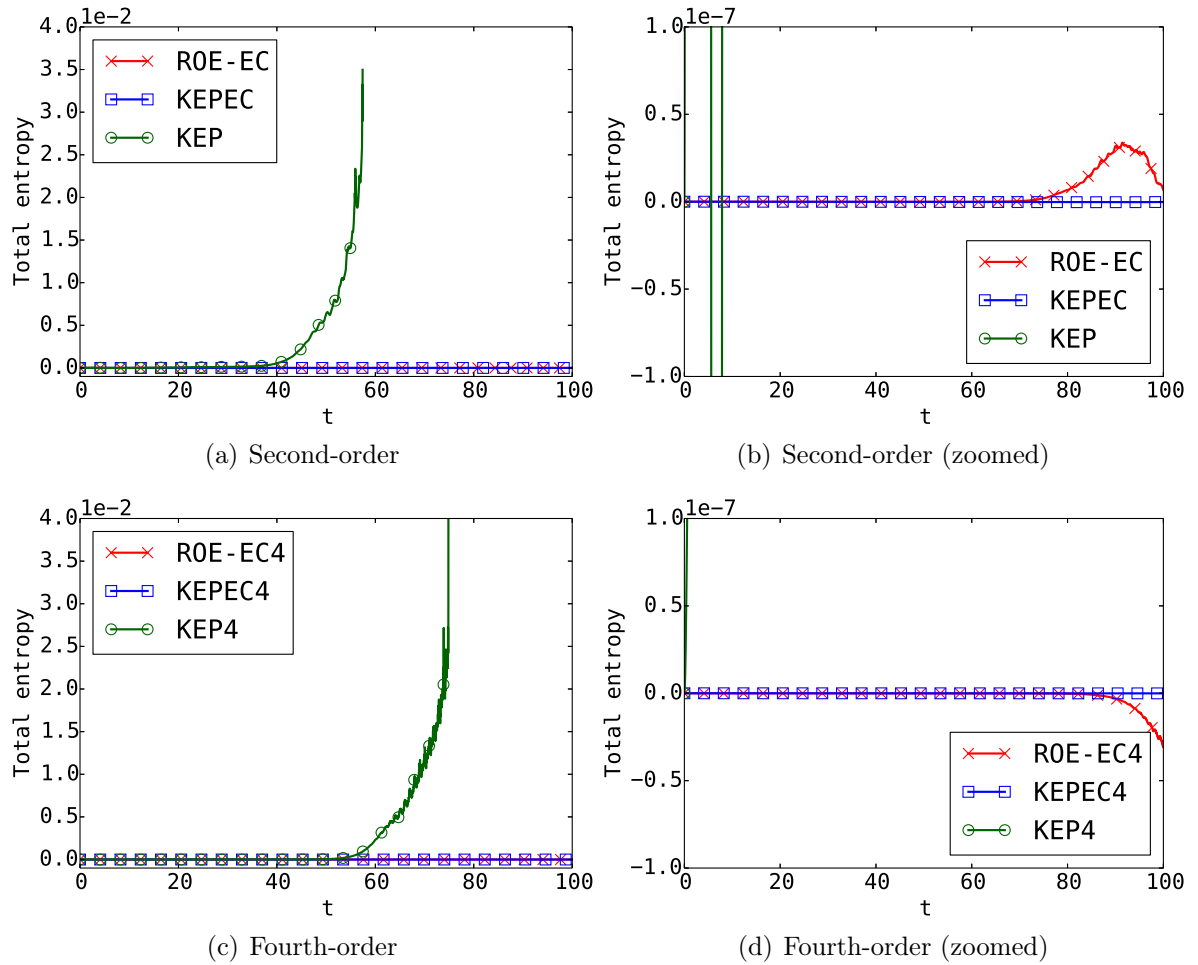 1e-2
4.0
3.5
3.0
2.5
2.0
1.5
1.0
0.5
0.0
Total entropy
ROE-EC
KEPEC
KEP
0 20 40 60 80 100
t
(a) Second-order
1e-7
1.0
0.5
0.0
−0.5
−1.0
Total entropy
ROE-EC
KEPEC
KEP
0 20 40 60 80 100
t
(b) Second-order (zoomed)
1e-2
4.0
3.5
3.0
2.5
2.0
1.5
1.0
0.5
0.0
Total entropy
ROE-EC4
KEPEC4
KEP4
0 20 40 60 80 100
t
(c) Fourth-order
1e-7
1.0
0.5
0.0
−0.5
−1.0
Total entropy
ROE-EC4
KEPEC4
KEP4
0 20 40 60 80 100
t
(d) Fourth-order (zoomed)